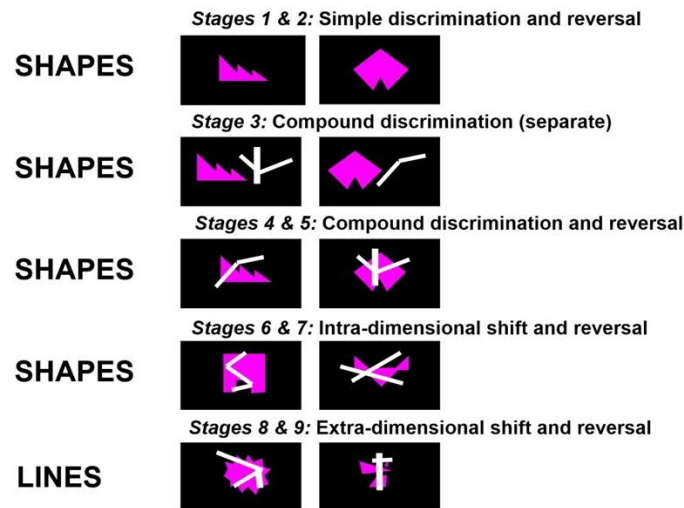 Stages 1 & 2: Simple discrimination and reversal
SHAPES
Stage 3: Compound discrimination (separate)
SHAPES
Stages 4 & 5: Compound discrimination and reversal
SHAPES
Stages 6 & 7: Intra-dimensional shift and reversal
SHAPES
Stages 8 & 9: Extra-dimensional shift and reversal
LINES